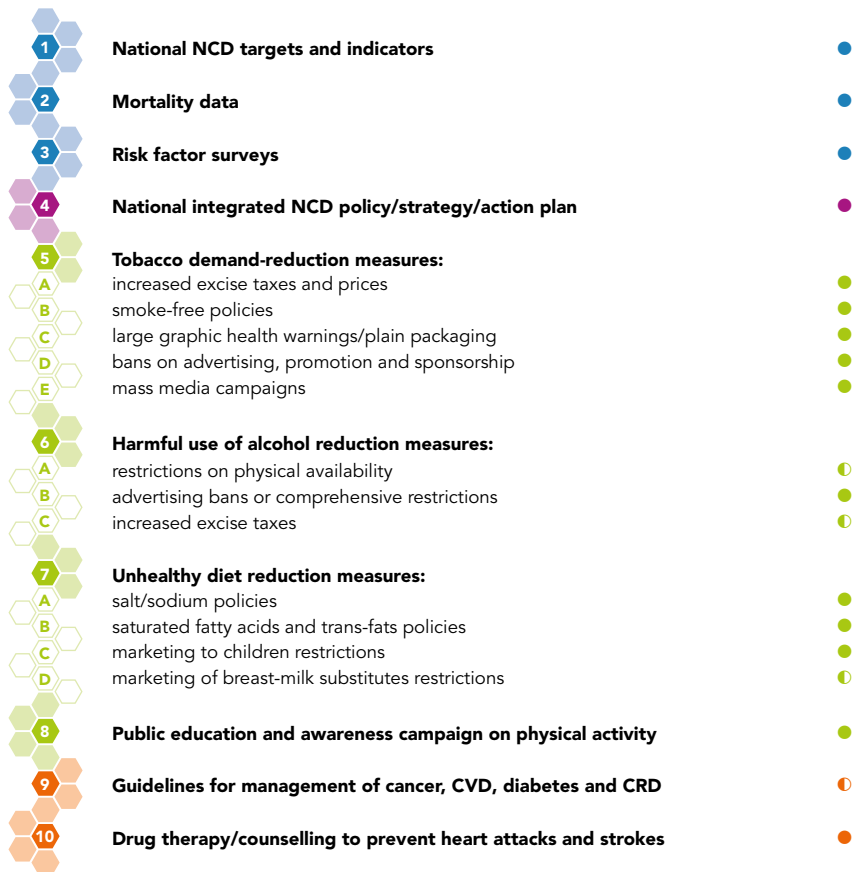 1 National NCD targets and indicators
2 Mortality data
3 Risk factor surveys
4 National integrated NCD policy/strategy/action plan
5 Tobacco demand-reduction measures:
A increased excise taxes and prices
B smoke-free policies
C large graphic health warnings/plain packaging
D bans on advertising, promotion and sponsorship
E mass media campaigns
6 Harmful use of alcohol reduction measures:
A restrictions on physical availability
B advertising bans or comprehensive restrictions
C increased excise taxes
7 Unhealthy diet reduction measures:
A salt/sodium policies
B saturated fatty acids and trans-fats policies
C marketing to children restrictions
D marketing of breast-milk substitutes restrictions
8 Public education and awareness campaign on physical activity
9 Guidelines for management of cancer, CVD, diabetes and CRD
10 Drug therapy/counselling to prevent heart attacks and strokes